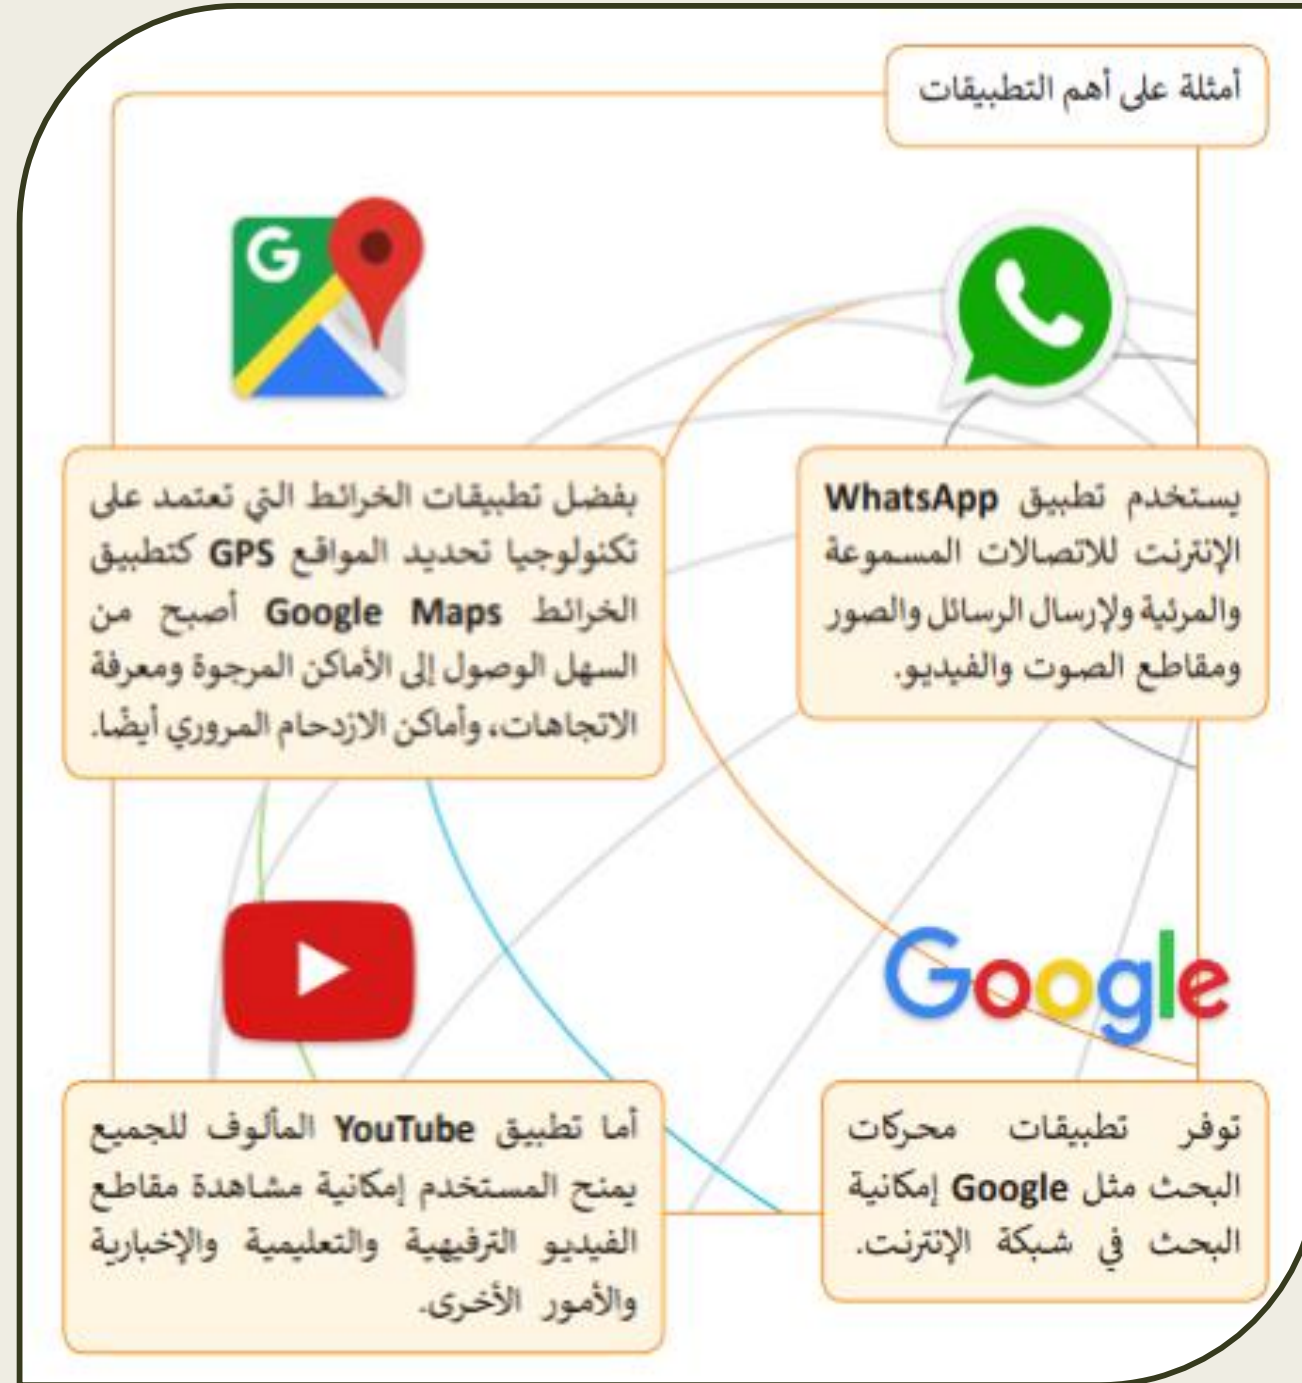 أمثلة على أهم التطبيقات
G
يستخدم تطبيق WhatsApp
الإنترنت للاتصالات المسموعة
والمرئية ولإرسال الرسائل والصور
ومقاطع الصوت والفيديو.
بفضل تطبيقات الخرائط التي تعتمد على
تكنولوجيا تحديد المواقع GPS كتطبيق
الخرائط Google Maps أصبح من
السهل الوصول إلى الأماكن المرجوة ومعرفة
الاتجاهات، وأماكن الازدحام المروري أيضًا.
Google
توفر تطبيقات محركات
البحث مثل Google إمكانية
البحث في شبكة الإنترنت.
أما تطبيق YouTube المألوف للجميع
يمنح المستخدم إمكانية مشاهدة مقاطع
الفيديو الترفيهية والتعليمية والإخبارية
والأمور الأخرى.